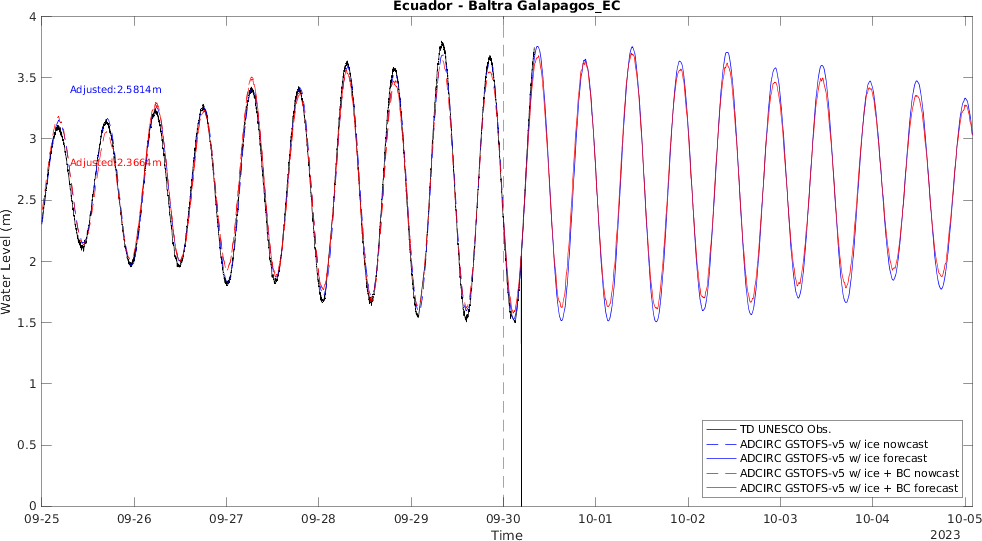 Ecuador - Baltra Galapagos_EC
4
3.5
3
2.5
2
1.5
1
0.5
0
Water Level (m)
Adjusted:2.5814m
Adjusted:2.3664m
TD UNESCO Obs.
ADCIRC GSTOFS-v5 w/ ice nowcast
ADCIRC GSTOFS-v5 w/ ice forecast
ADCIRC GSTOFS-v5 w/ ice + BC nowcast
ADCIRC GSTOFS-v5 w/ ice + BC forecast
09-25 09-26 09-27 09-28 09-29 09-30 10-01 10-02 10-03 10-04 10-05
Time
2023